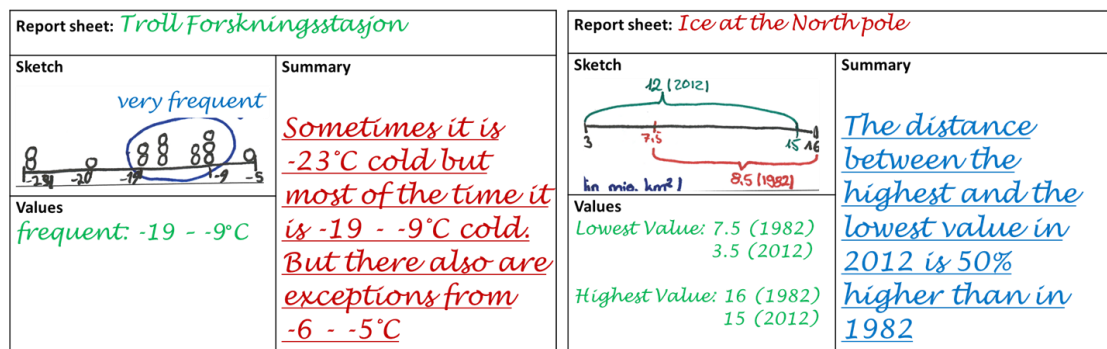 Report sheet: Troll Forskningsstasjon
Sketch
very frequent
-23 -20 -19 -9 -5
Values
frequent: -19 - -9°C
Summary
Sometimes it is
-23°C cold but
most of the time it
is -19 - -9°C cold.
But there also are
exceptions from
-6 - -5°C
Report sheet: Ice at the North pole
Sketch
12 (2012)
3 7.5 15 16
8.5 (1982)
(in mio. km²)
Values
Lowest Value: 7.5 (1982)
3.5 (2012)
Highest Value: 16 (1982)
15 (2012)
Summary
The distance
between the
highest and the
lowest value in
2012 is 50%
higher than in
1982